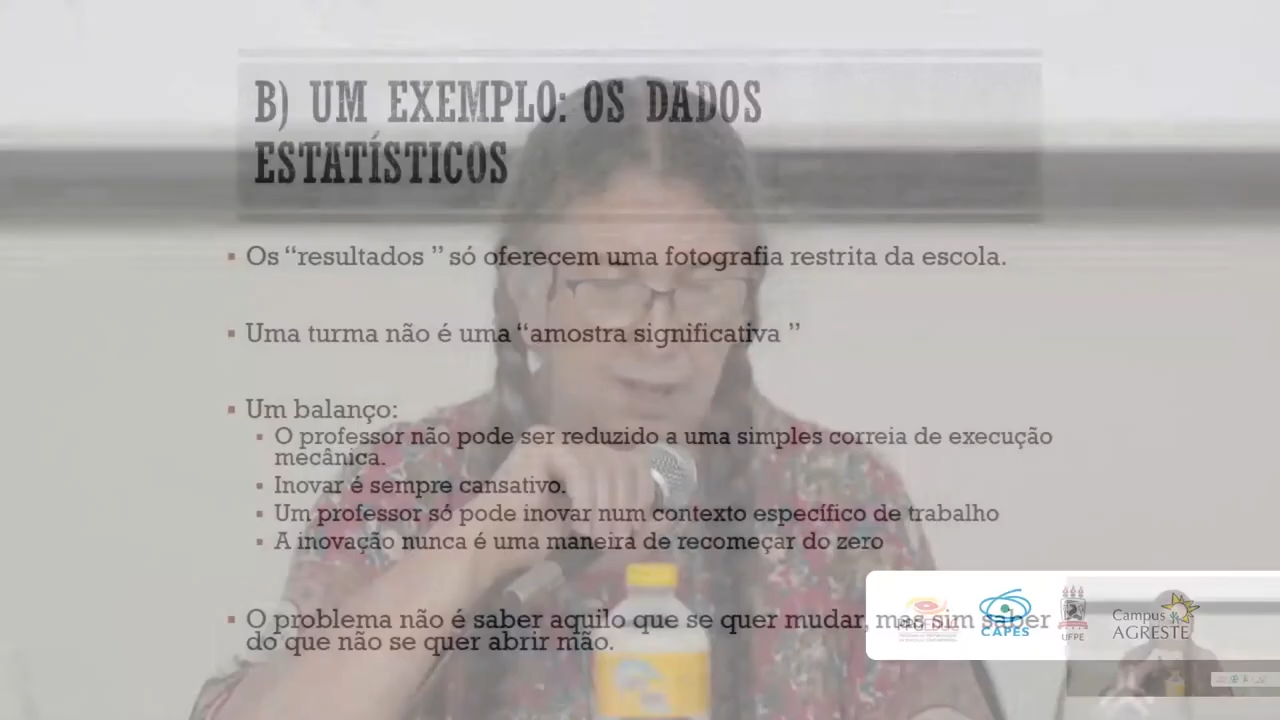 B) UM EXEMPLO: OS DADOS
ESTATÍSTICOS
▪ Os “resultados ” só oferecem uma fotografia restrita da escola.
▪ Uma turma não é uma “amostra significativa ”
▪ Um balanço:
▪ O professor não pode ser reduzido a uma simples correia de execução
mecânica.
▪ Inovar é sempre cansativo.
▪ Um professor só pode inovar num contexto específico de trabalho
▪ A inovação nunca é uma maneira de recomeçar do zero
▪ O problema não é saber aquilo que se quer mudar, mas sim saber
do que não se quer abrir mão.
CAPES
UFPE
Campus
AGRESTE